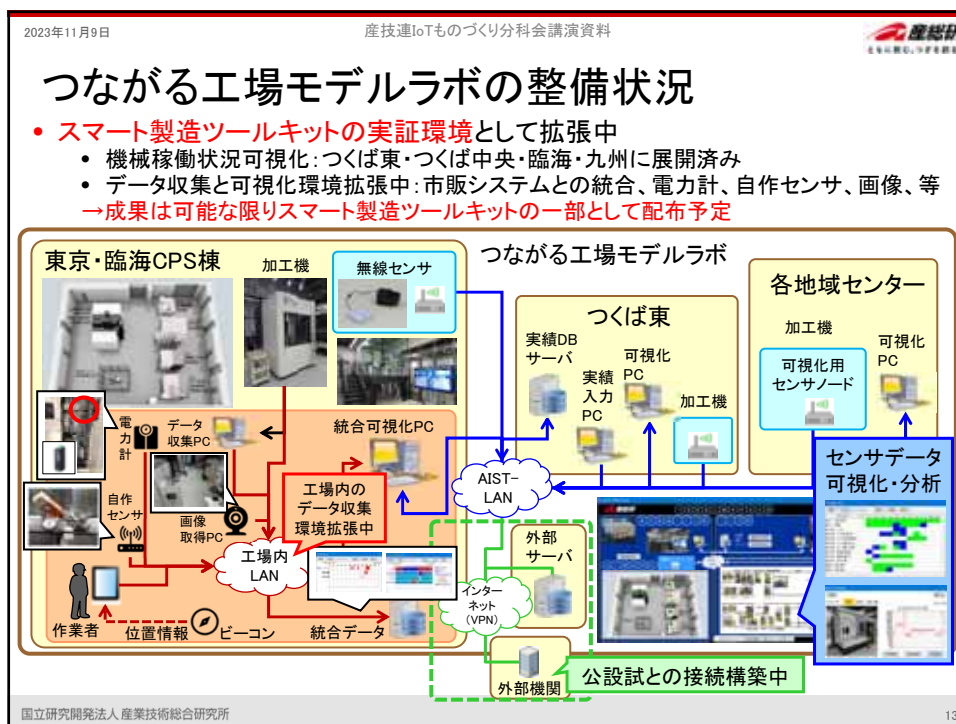 2023年11月9日
産技連IoTものづくり分科会講演資料
産総研
つながる工場モデルラボの整備状況
• スマート製造ツールキットの実証環境として拡張中
• 機械稼働状況可視化：つくば東・つくば中央・臨海・九州に展開済み
• データ収集と可視化環境拡張中：市販システムとの統合、電力計、自作センサ、画像、等
→成果は可能な限りスマート製造ツールキットの一部として配布予定
つながる工場モデルラボ
東京・臨海CPS棟
加工機
無線センサ
電力計
データ
収集PC
統合可視化PC
自作
センサ
画像
取得PC
工場内の
データ収集
環境拡張中
工場内
LAN
作業者
位置情報
ビーコン
統合データ
つくば東
実績DB
サーバ
実績
入力
PC
可視化
PC
加工機
AIST-
LAN
外部
サーバ
インター
ネット
(VPN)
外部機関
公設試との接続構築中
各地域センター
加工機
可視化用
センサノード
可視化
PC
センサデータ
可視化・分析
国立研究開発法人産業技術総合研究所
13